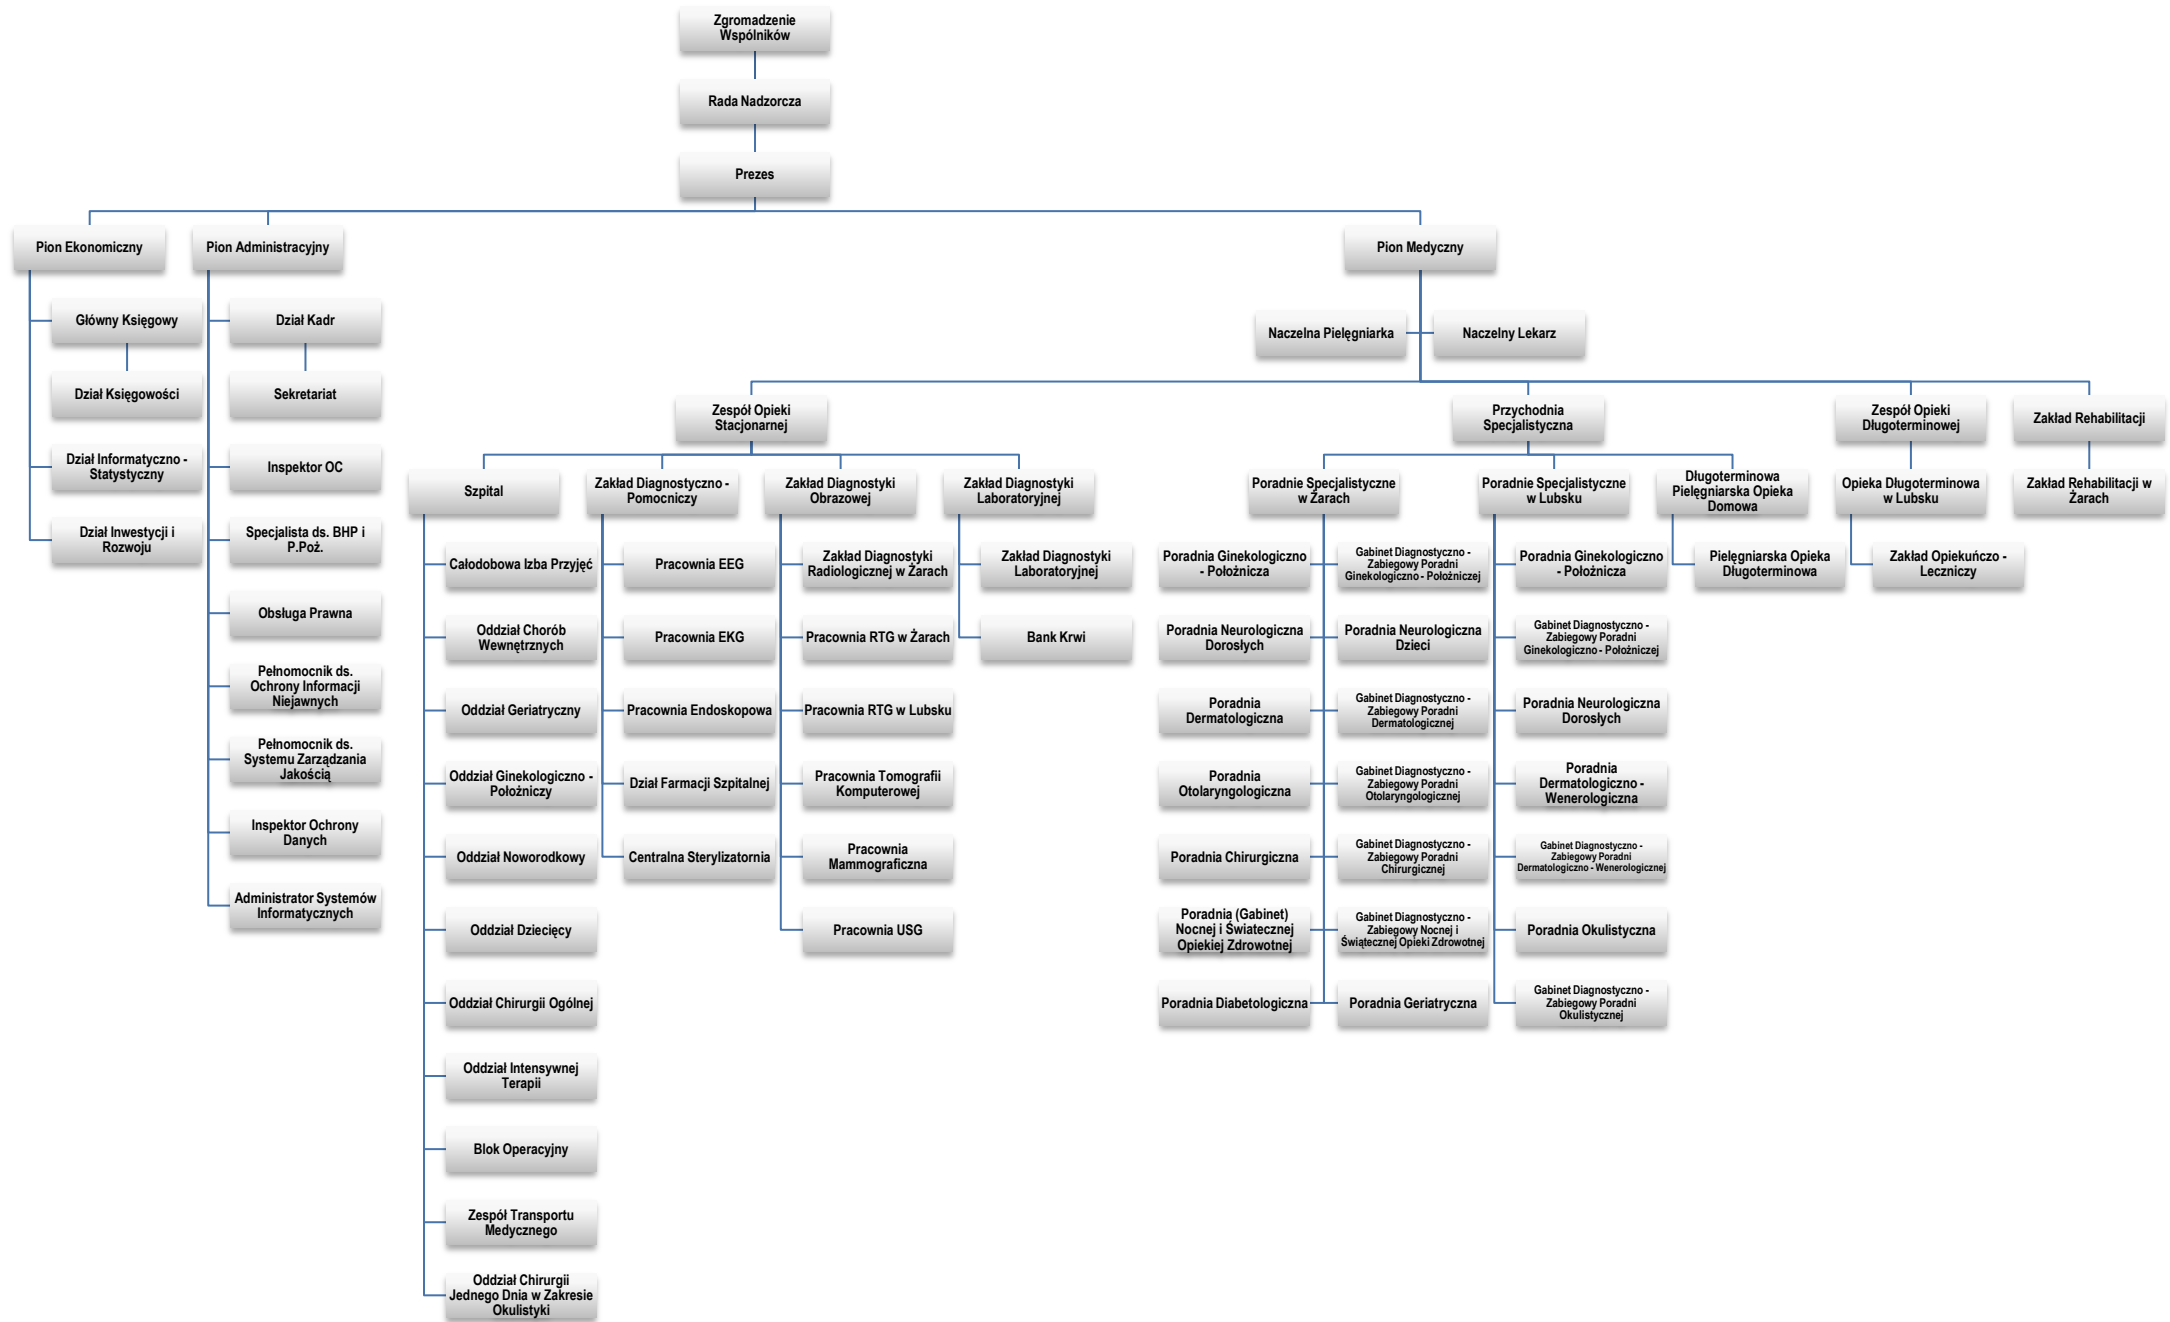 Zgromadzenie
Wspólników
Rada Nadzorcza
Prezes
Pion Ekonomiczny
Pion Administracyjny
Pion Medyczny
Główny Księgowy
Dział Księgowości
Dział Informatyczno -
Statystyczny
Dział Inwestycji i
Rozwoju
Dział Kadr
Sekretariat
Inspektor OC
Specjalista ds. BHP i
P.Poż.
Obsługa Prawna
Pełnomocnik ds.
Ochrony Informacji
Niejawnych
Pełnomocnik ds.
Systemu Zarządzania
Jakością
Inspektor Ochrony
Danych
Administrator Systemów
Informatycznych
Naczelna Pielęgniarka
Naczelny Lekarz
Zespół Opieki
Stacjonarnej
Przychodnia
Specjalistyczna
Zespół Opieki
Długoterminowej
Zakład Rehabilitacji
Szpital
Całodobowa Izba Przyjęć
Oddział Chorób
Wewnętrznych
Oddział Geriatryczny
Oddział Ginekologiczno -
Położniczy
Oddział Noworodkowy
Oddział Dziecięcy
Oddział Chirurgii Ogólnej
Oddział Intensywnej
Terapii
Blok Operacyjny
Zespół Transportu
Medycznego
Oddział Chirurgii
Jednego Dnia w Zakresie
Okulistyki
Zakład Diagnostyczno -
Pomocniczy
Pracownia EEG
Pracownia EKG
Pracownia Endoskopowa
Dział Farmacji Szpitalnej
Centralna Sterylizatornia
Zakład Diagnostyki
Obrazowej
Zakład Diagnostyki
Radiologicznej w Żarach
Pracownia RTG w Żarach
Pracownia RTG w Lubsku
Pracownia Tomografii
Komputerowej
Pracownia
Mammograficzna
Pracownia USG
Zakład Diagnostyki
Laboratoryjnej
Zakład Diagnostyki
Laboratoryjnej
Bank Krwi
Poradnie Specjalistyczne
w Żarach
Poradnia Ginekologiczno
- Położnicza
Gabinet Diagnostyczno -
Zabiegowy Poradni
Ginekologiczno - Położniczej
Poradnia Neurologiczna
Dorosłych
Poradnia Neurologiczna
Dzieci
Poradnia
Dermatologiczna
Gabinet Diagnostyczno -
Zabiegowy Poradni
Dermatologicznej
Poradnia
Otolaryngologiczna
Gabinet Diagnostyczno -
Zabiegowy Poradni
Otolaryngologicznej
Poradnia Chirurgiczna
Gabinet Diagnostyczno -
Zabiegowy Poradni
Chirurgicznej
Poradnia (Gabinet)
Nocnej i Światecznej
Opiekiej Zdrowotnej
Gabinet Diagnostyczno -
Zabiegowy Nocnej i
Świątecznej Opieki Zdrowotnej
Poradnia Diabetologiczna
Poradnia Geriatryczna
Poradnie Specjalistyczne
w Lubsku
Poradnia Ginekologiczno
- Położnicza
Gabinet Diagnostyczno -
Zabiegowy Poradni
Ginekologiczno - Położniczej
Poradnia Neurologiczna
Dorosłych
Poradnia
Dermatologiczno -
Wenerologiczna
Gabinet Diagnostyczno -
Zabiegowy Poradni
Dermatologiczno - Wenerologicznej
Poradnia Okulistyczna
Gabinet Diagnostyczno -
Zabiegowy Poradni
Okulistycznej
Długoterminowa
Pielęgniarska Opieka
Domowa
Pielęgniarska Opieka
Długoterminowa
Opieka Długoterminowa
w Lubsku
Zakład Opiekuńczo -
Leczniczy
Zakład Rehabilitacji w
Żarach